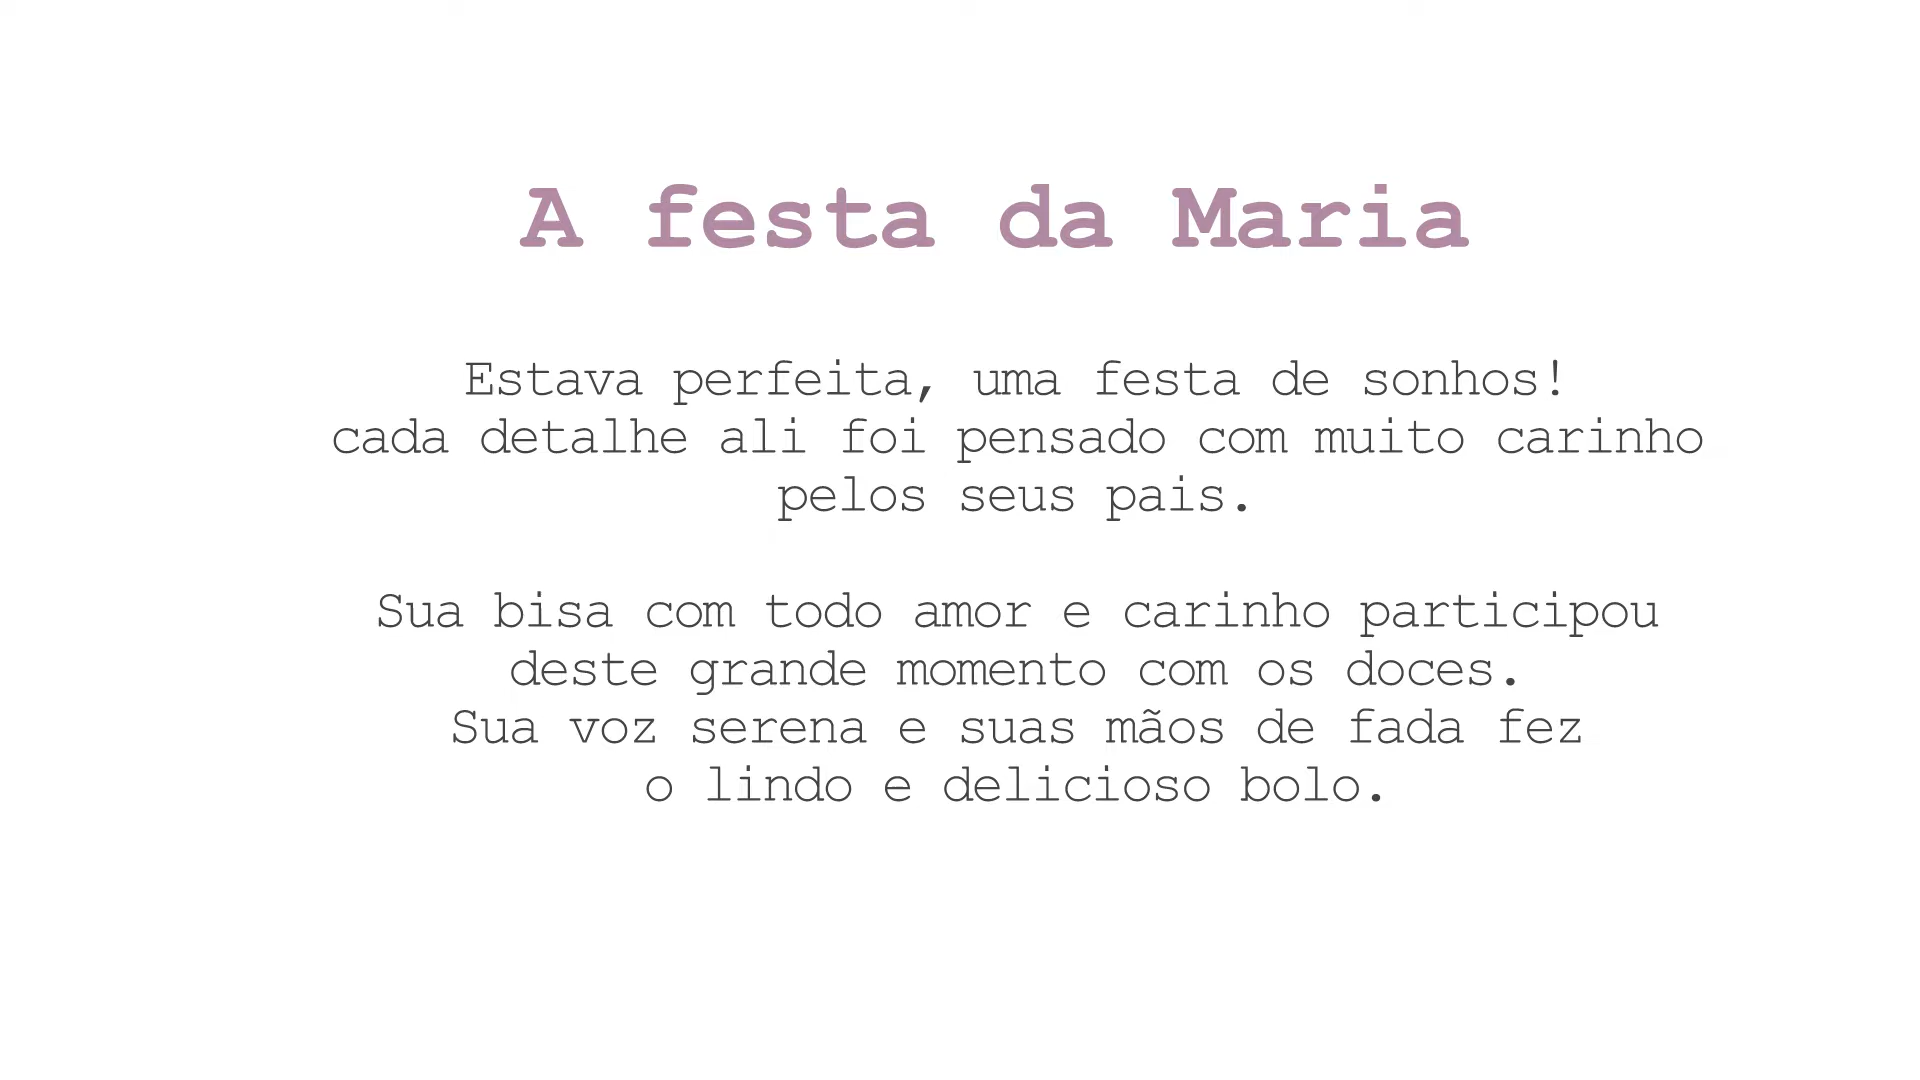 A festa da Maria
Estava perfeita, uma festa de sonhos!
cada detalhe ali foi pensado com muito carinho
pelos seus pais.
Sua bisa com todo amor e carinho participou
deste grande momento com os doces.
Sua voz serena e suas mãos de fada fez
o lindo e delicioso bolo.